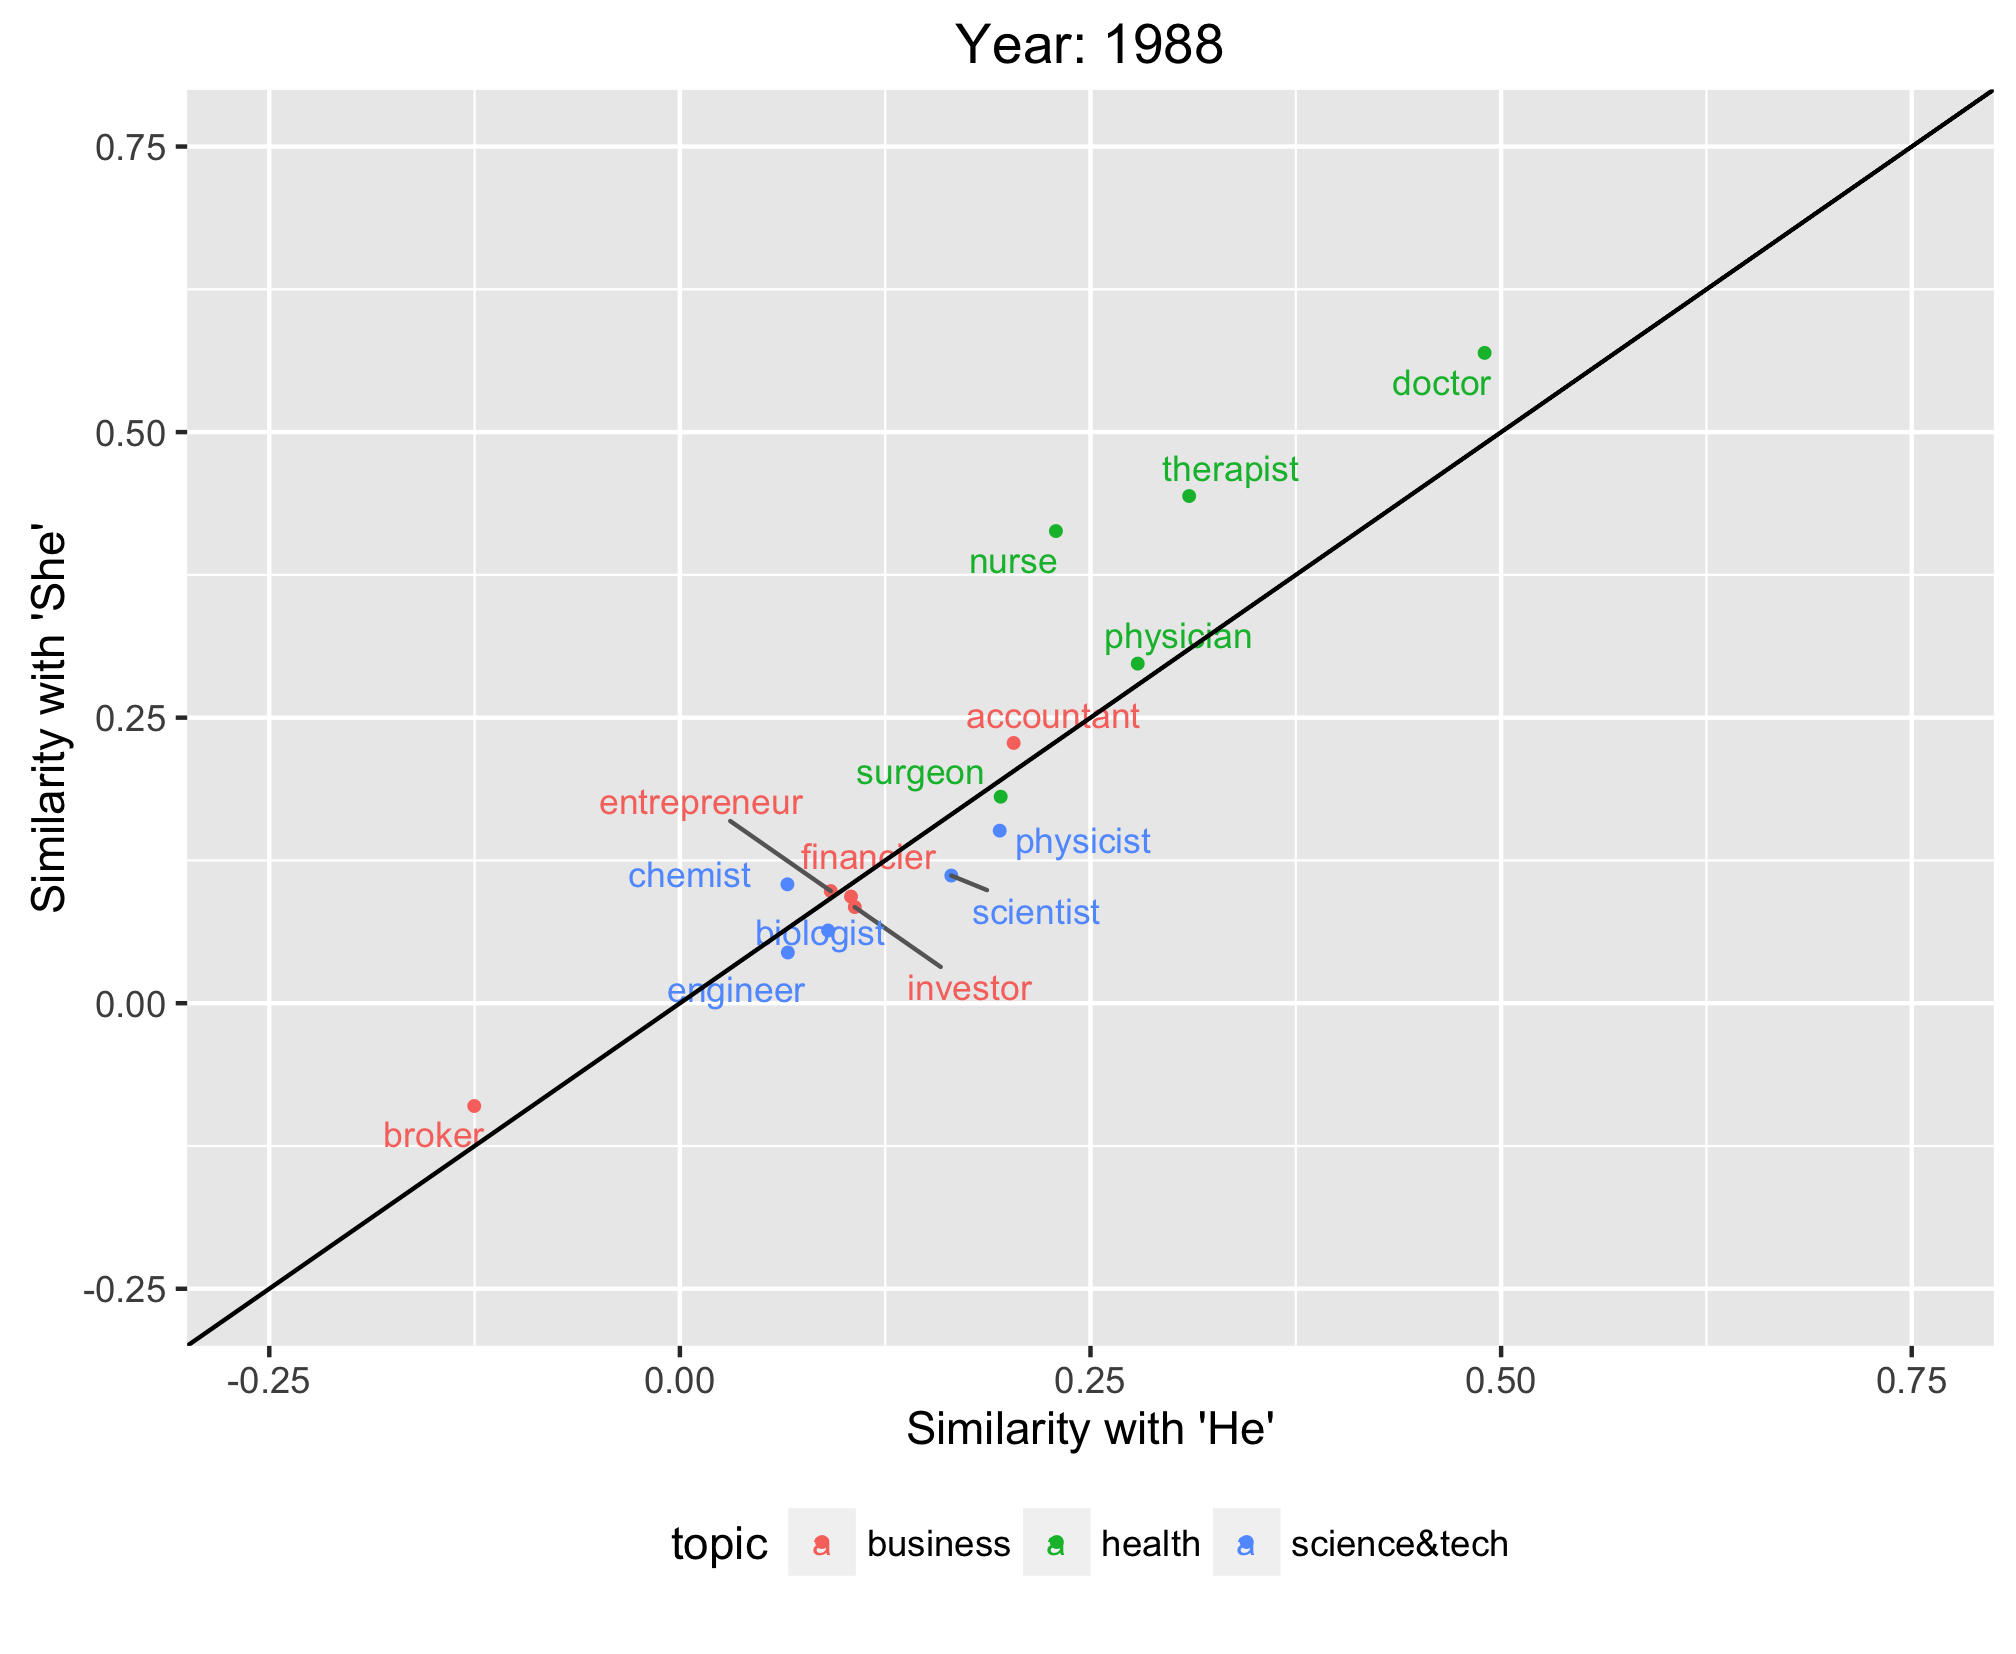 Year: 1988
0.75
0.50
0.25
0.00
-0.25
Similarity with 'She'
doctor
therapist
nurse
physician
accountant
surgeon
entrepreneur
physicist
financier
chemist
scientist
biologist
investor
engineer
broker
-0.25 0.00 0.25 0.50 0.75
Similarity with 'He'
topic a business a health a science&tech